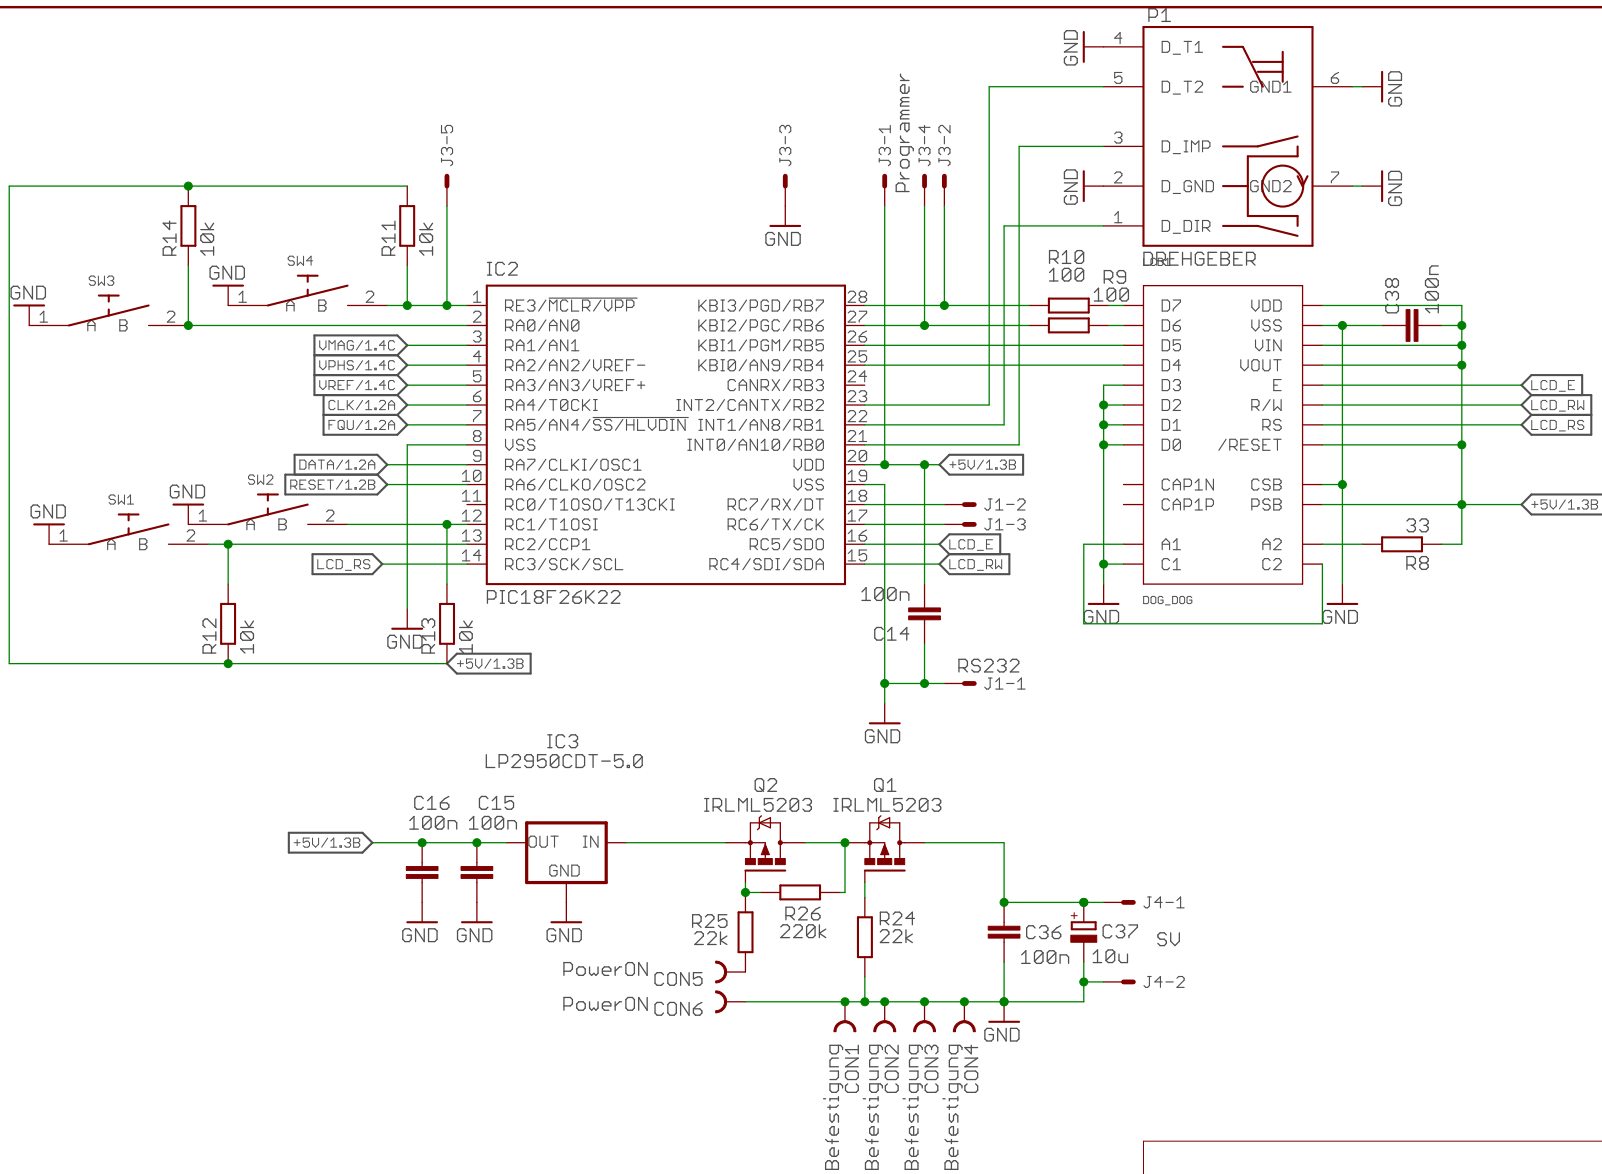 P1
GND
4
D_T1
5
D_T2
GND1
6
GND
3
D_IMP
GND
2
D_GND
GND2
7
GND
1
D_DIR
DREHGEBER
J3-5
J3-3
GND
J3-1
Programmer
J3-4
J3-2
R14
10k
R11
10k
GND
SW3
1
A B
2
GND
SW4
1
A B
2
IC2
1 RE3/MCLR/VPP
2 RA0/AN0
3 RA1/AN1
4 RA2/AN2/VREF-
5 RA3/AN3/VREF+
6 RA4/T0CKI
7 RA5/AN4/SS/HLVDIN
8 VSS
9 RA7/CLKI/OSC1
10 RA6/CLKO/OSC2
11 RC0/T1OSO/T13CKI
12 RC1/T1OSI
13 RC2/CCP1
14 RC3/SCK/SCL
KBI3/PGD/RB7 28
KBI2/PGC/RB6 27
KBI1/PGM/RB5 26
KBI0/AN9/RB4 25
CANRX/RB3 24
INT2/CANTX/RB2 23
INT1/AN8/RB1 22
INT0/AN10/RB0 21
VDD 20
VSS 19
RC7/RX/DT 18
RC6/TX/CK 17
RC5/SDO 16
RC4/SDI/SDA 15
PIC18F26K22
VMAG/1.4C
VPHS/1.4C
VREF/1.4C
CLK/1.2A
FQU/1.2A
DATA/1.2A
RESET/1.2B
LCD_RS
GND
SW1
1
A B
2
GND
SW2
1
A B
2
R12
10k
GND
R13
10k
+5V/1.3B
+5V/1.3B
J1-2
J1-3
LCD_E
LCD_RW
100n
C14
RS232
J1-1
GND
R10
100
R9
100
D7
D6
D5
D4
D3
D2
D1
D0
CAP1N
CAP1P
A1
C1
VDD
VSS
VIN
VOUT
E
R/W
RS
/RESET
CSB
PSB
A2
C2
DOG_DOG
GND
GND
C38
100n
LCD_E
LCD_RW
LCD_RS
+5V/1.3B
33
R8
IC3
LP2950CDT-5.0
+5V/1.3B
C16
100n
C15
100n
OUT IN
GND
GND
GND
GND
Q2
IRLML5203
Q1
IRLML5203
R25
22k
R26
220k
R24
22k
PowerON CON5
PowerON CON6
C36
100n
+
C37
10u
J4-1
SV
J4-2
GND
Befestigung
CON1
Befestigung
CON2
Befestigung
CON3
Befestigung
CON4